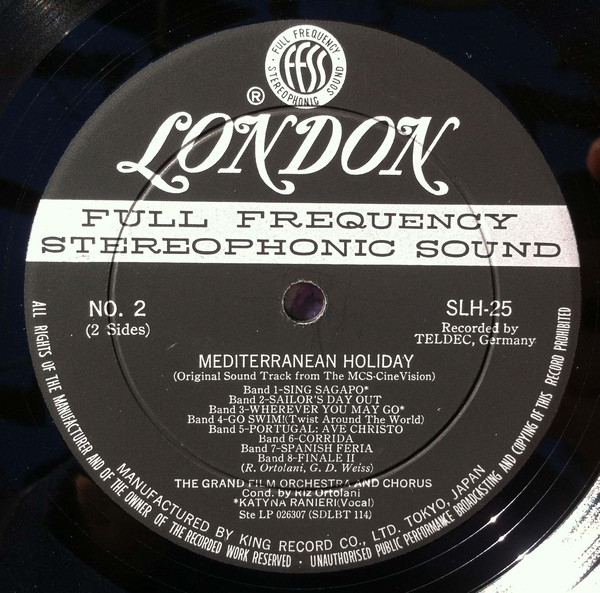 FULL FREQUENCY
ffss
STEREOPHONIC SOUND
®
LONDON
FULL FREQUENCY
STEREOPHONIC SOUND
NO. 2
(2 Sides)
SLH-25
Recorded by
TELDEC, Germany
MEDITERRANEAN HOLIDAY
(Original Sound Track from The MCS-CineVision)
Band 1-SING SAGAPO*
Band 2-SAILOR'S DAY OUT
Band 3-WHEREVER YOU MAY GO*
Band 4-GO SWIM!(Twist Around The World)
Band 5-PORTUGAL: AVE CHRISTO
Band 6-CORRIDA
Band 7-SPANISH FERIA
Band 8-FINALE II
(R. Ortolani, G. D. Weiss)
THE GRAND FILM ORCHESTRA AND CHORUS
Cond. by Riz Ortolani
*KATYNA RANIERI(Vocal)
Ste LP 026307 (SDLBT 114)
MANUFACTURED BY KING RECORD CO., LTD. TOKYO, JAPAN
ALL RIGHTS OF THE MANUFACTURER AND OF THE OWNER OF THE RECORDED WORK RESERVED · UNAUTHORISED PUBLIC PERFORMANCE BROADCASTING AND COPYING OF THIS RECORD PROHIBITED